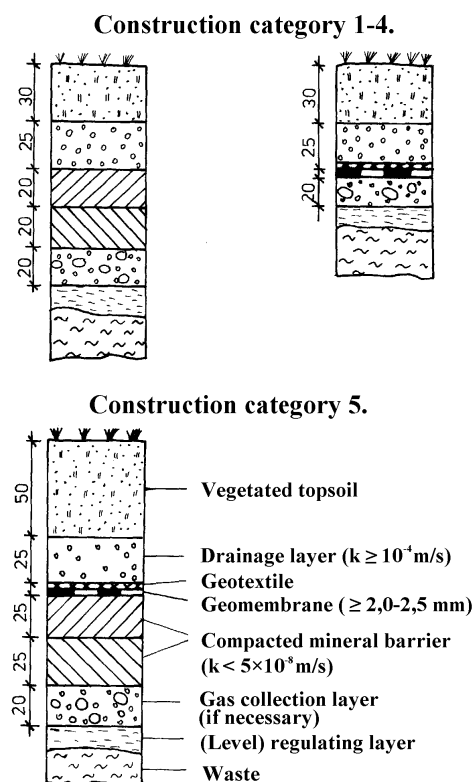 Construction category 1-4.
30
25
20
20
20
30
25
20
Construction category 5.
50
25
25
25
20
Vegetated topsoil
Drainage layer (k ≥ 10⁻⁴m/s)
Geotextile
Geomembrane (≥ 2,0-2,5 mm)
Compacted mineral barrier
(k< 5×10⁻⁸m/s)
Gas collection layer
(if necessary)
(Level) regulating layer
Waste